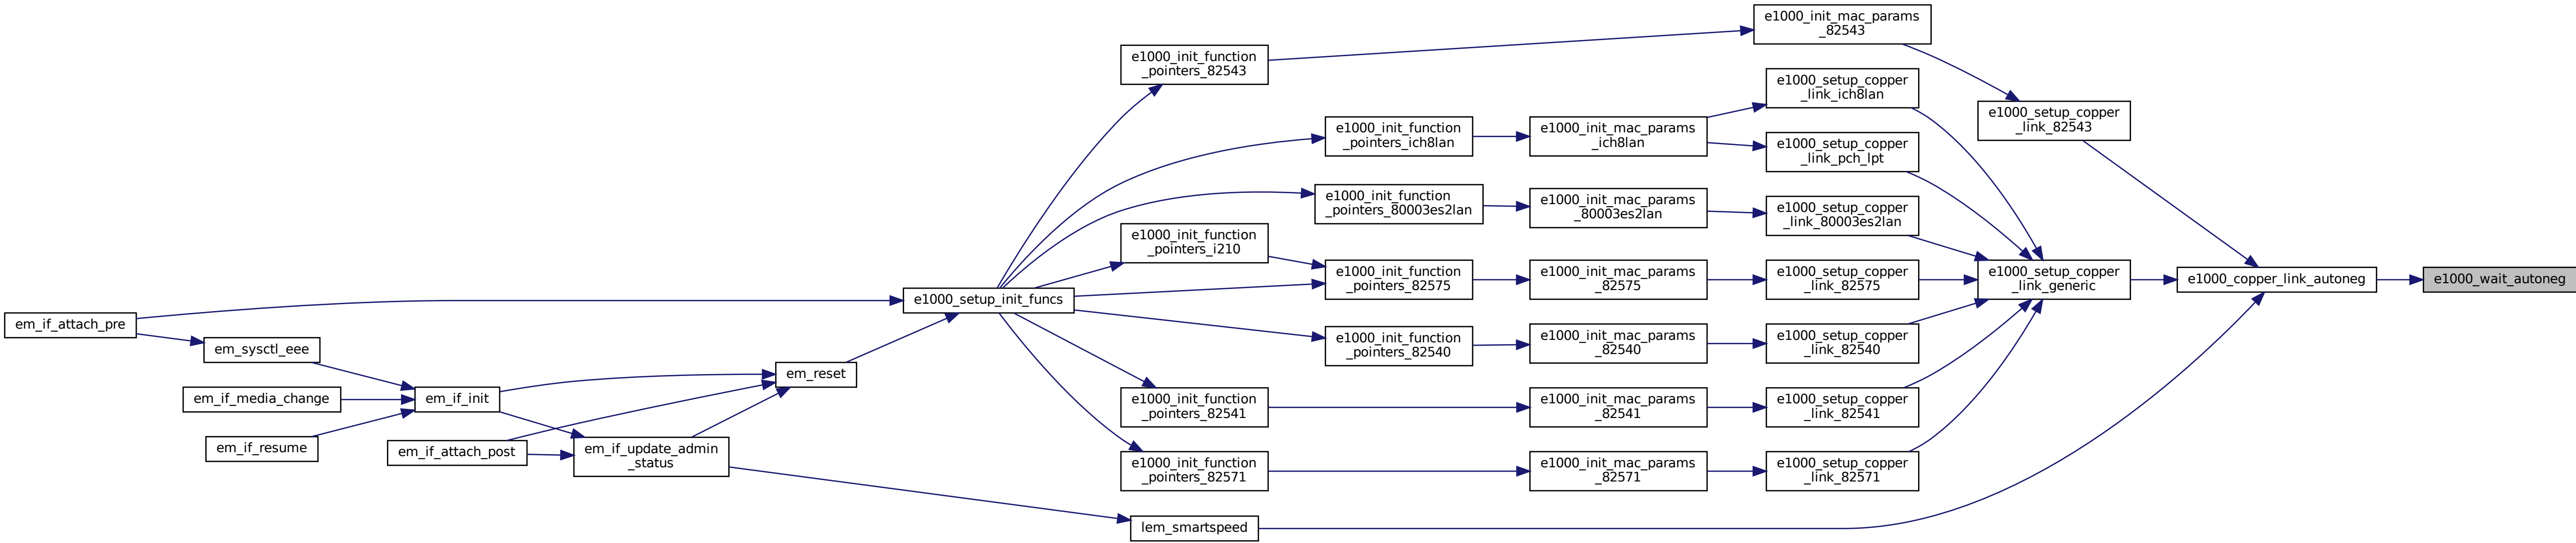 em_if_attach_pre
em_sysctl_eee
em_if_media_change
em_if_resume
em_if_init
em_if_attach_post
em_if_update_admin
_status
em_reset
e1000_setup_init_funcs
e1000_init_function
_pointers_82543
e1000_init_function
_pointers_i210
e1000_init_function
_pointers_82541
e1000_init_function
_pointers_82571
lem_smartspeed
e1000_init_function
_pointers_ich8lan
e1000_init_function
_pointers_80003es2lan
e1000_init_function
_pointers_82575
e1000_init_function
_pointers_82540
e1000_init_mac_params
_ich8lan
e1000_init_mac_params
_80003es2lan
e1000_init_mac_params
_82575
e1000_init_mac_params
_82540
e1000_init_mac_params
_82541
e1000_init_mac_params
_82571
e1000_init_mac_params
_82543
e1000_setup_copper
_link_ich8lan
e1000_setup_copper
_link_pch_lpt
e1000_setup_copper
_link_80003es2lan
e1000_setup_copper
_link_82575
e1000_setup_copper
_link_82540
e1000_setup_copper
_link_82541
e1000_setup_copper
_link_82571
e1000_setup_copper
_link_82543
e1000_setup_copper
_link_generic
e1000_copper_link_autoneg
e1000_wait_autoneg